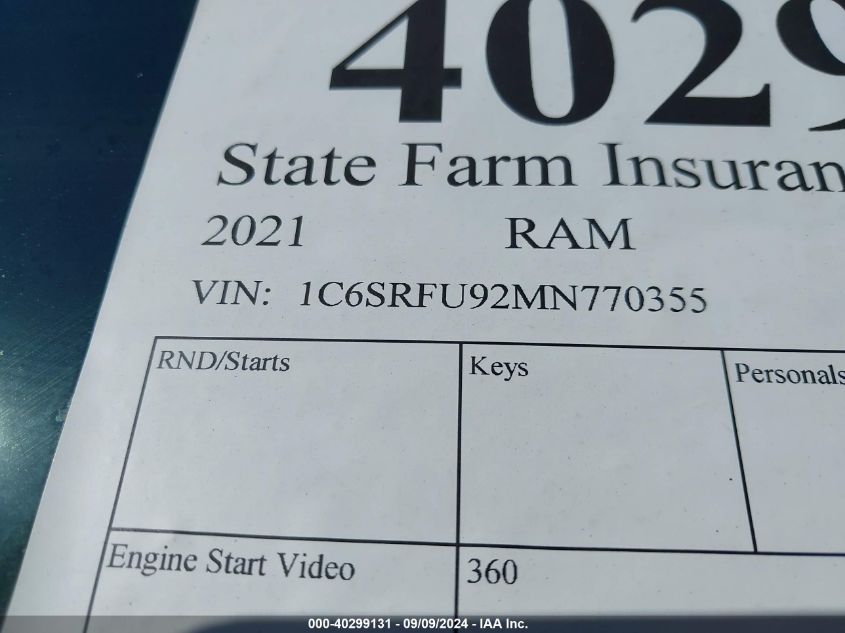 4029
State Farm Insuran
2021 RAM
VIN: 1C6SRFU92MN770355
RND/Starts Keys Personals
Engine Start Video 360
000-40299131 - 09/09/2024 - IAA Inc.